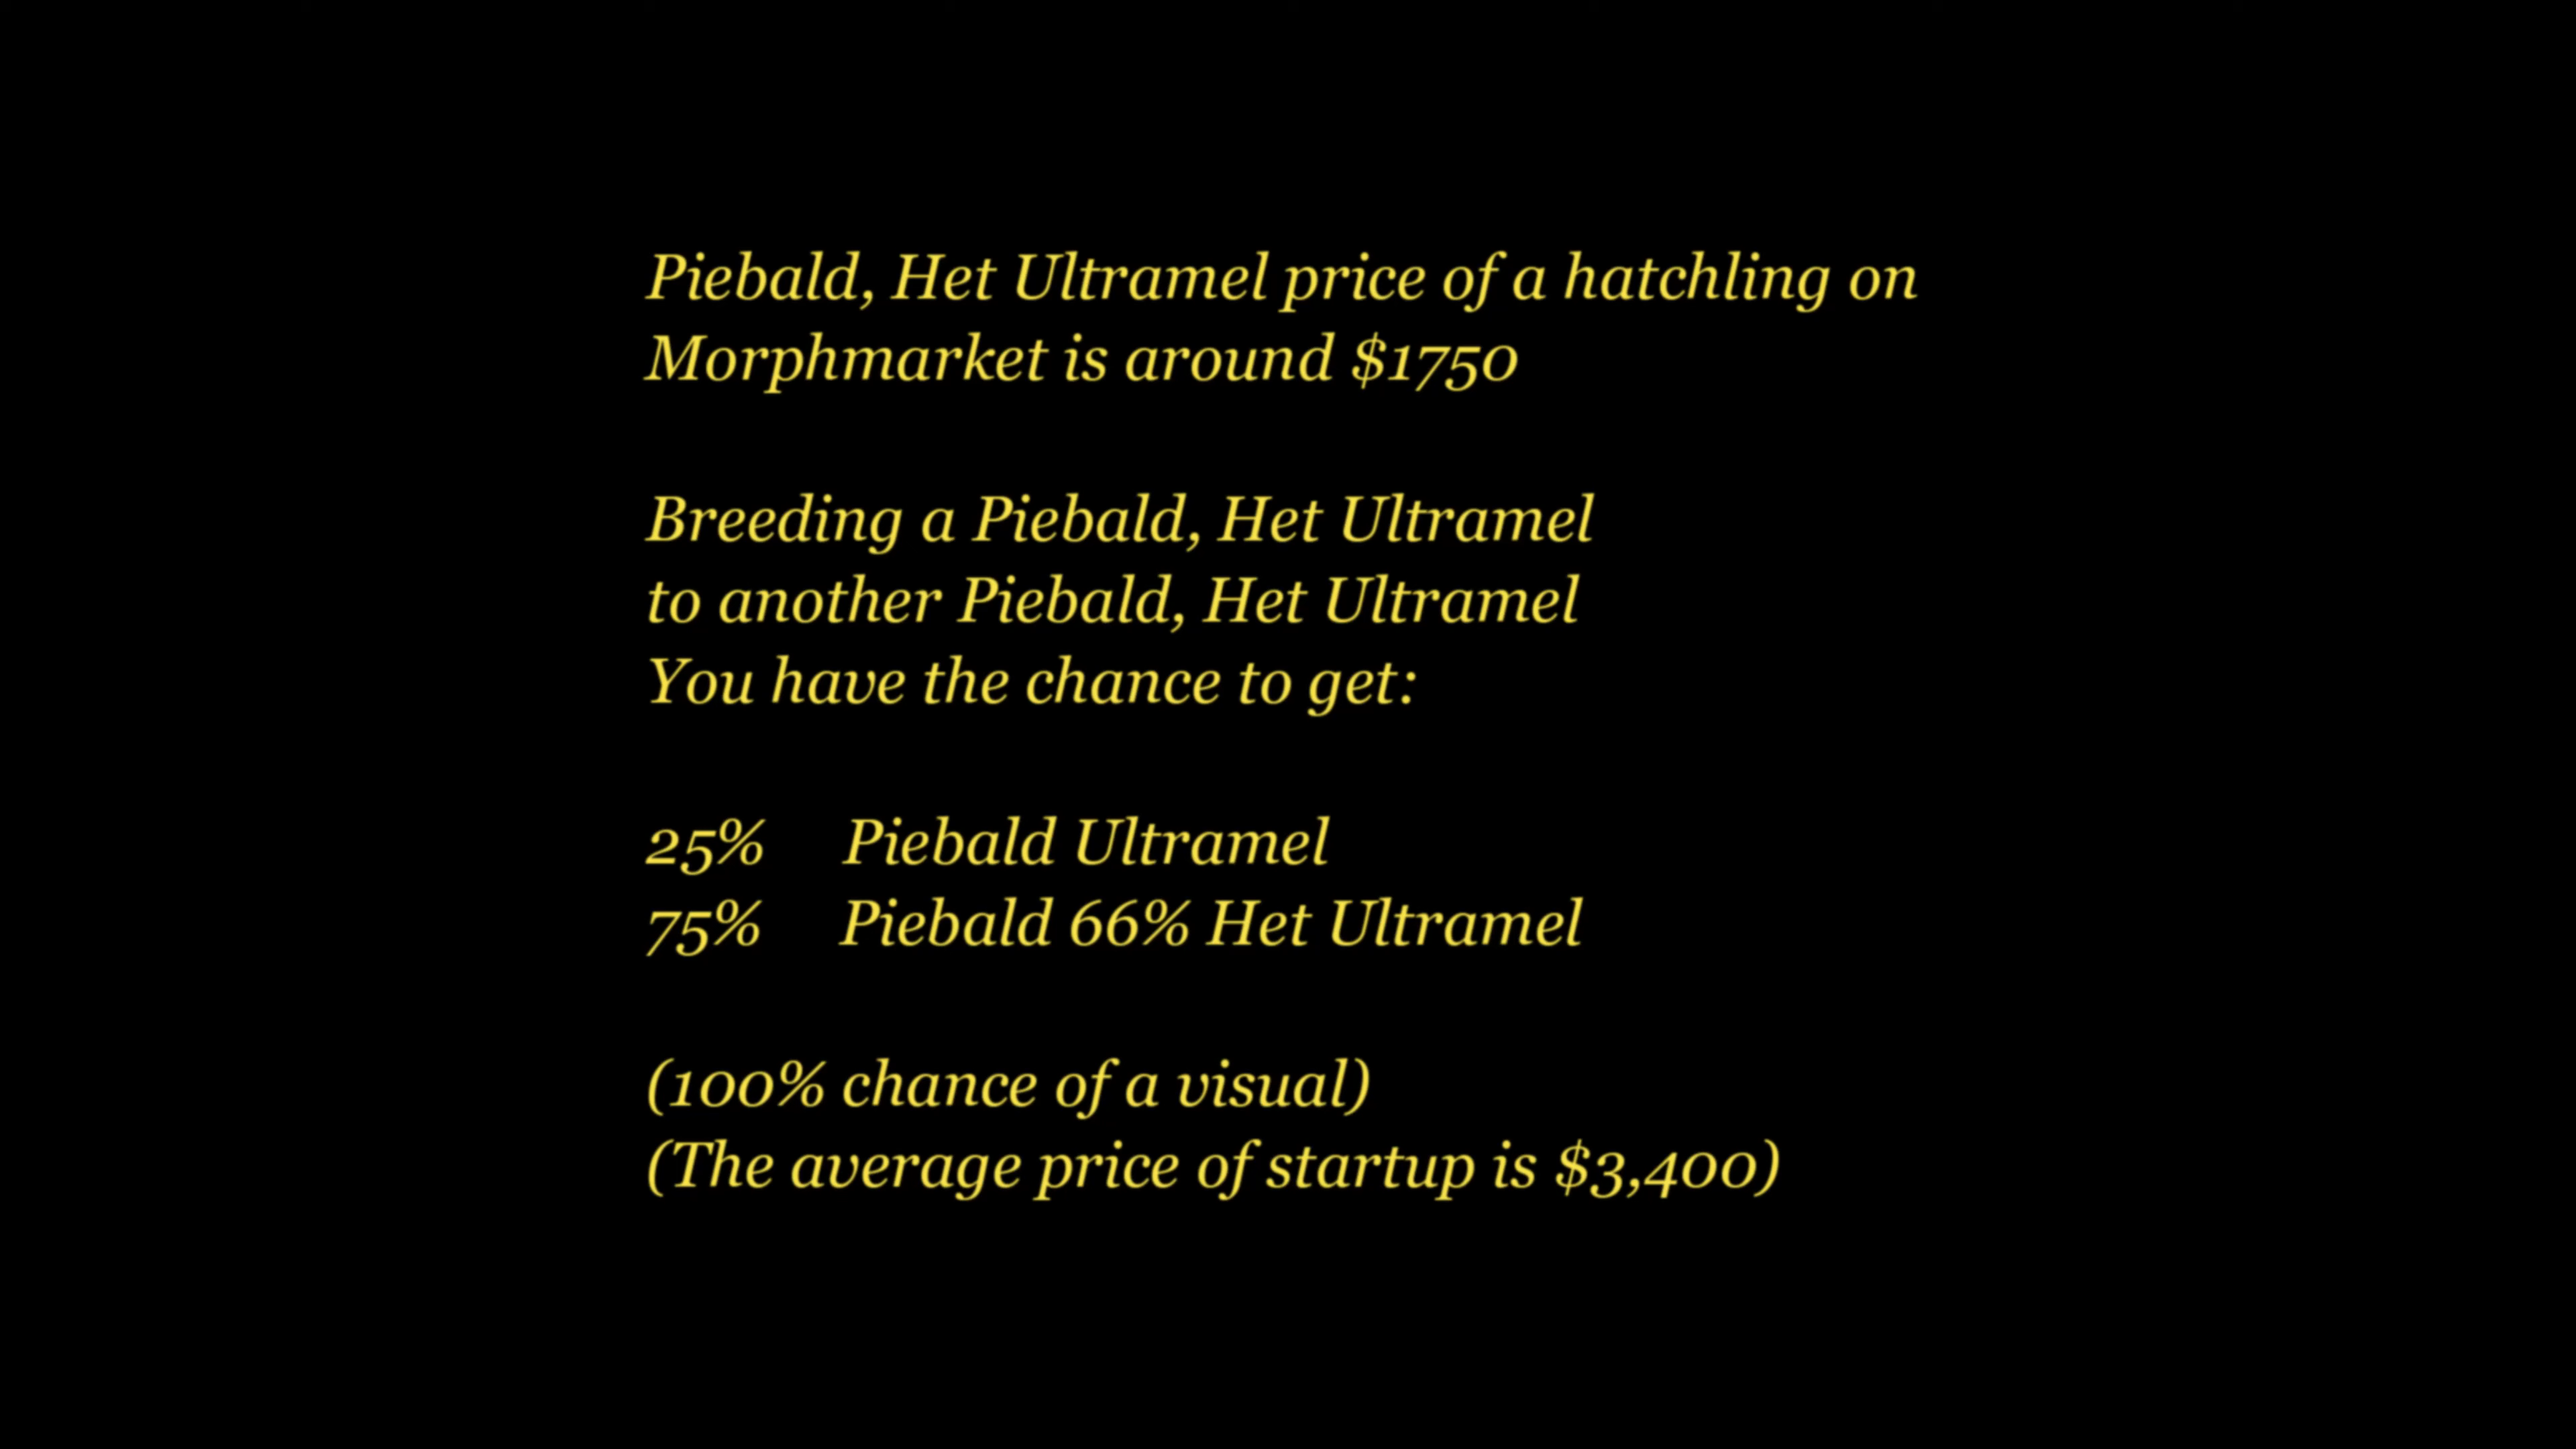 Piebald, Het Ultramel price of a hatchling on
Morphmarket is around $1750
Breeding a Piebald, Het Ultramel
to another Piebald, Het Ultramel
You have the chance to get:
25% Piebald Ultramel
75% Piebald 66% Het Ultramel
(100% chance of a visual)
(The average price of startup is $3,400)